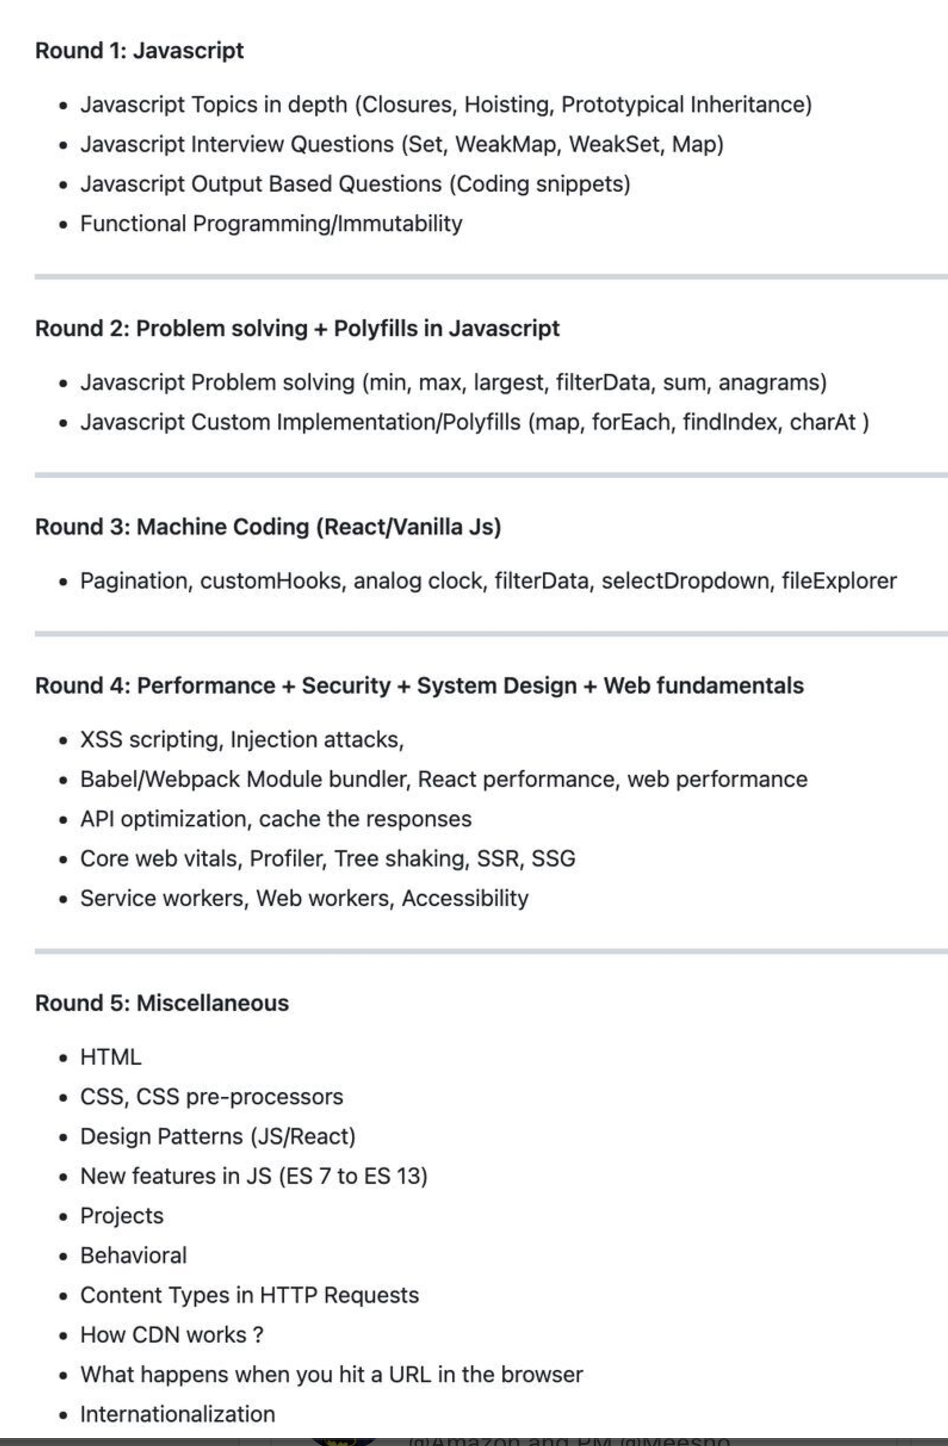 Round 1: Javascript
• Javascript Topics in depth (Closures, Hoisting, Prototypical Inheritance)
• Javascript Interview Questions (Set, WeakMap, WeakSet, Map)
• Javascript Output Based Questions (Coding snippets)
• Functional Programming/Immutability
Round 2: Problem solving + Polyfills in Javascript
• Javascript Problem solving (min, max, largest, filterData, sum, anagrams)
• Javascript Custom Implementation/Polyfills (map, forEach, findIndex, charAt )
Round 3: Machine Coding (React/Vanilla Js)
• Pagination, customHooks, analog clock, filterData, selectDropdown, fileExplorer
Round 4: Performance + Security + System Design + Web fundamentals
• XSS scripting, Injection attacks,
• Babel/Webpack Module bundler, React performance, web performance
• API optimization, cache the responses
• Core web vitals, Profiler, Tree shaking, SSR, SSG
• Service workers, Web workers, Accessibility
Round 5: Miscellaneous
• HTML
• CSS, CSS pre-processors
• Design Patterns (JS/React)
• New features in JS (ES 7 to ES 13)
• Projects
• Behavioral
• Content Types in HTTP Requests
• How CDN works ?
• What happens when you hit a URL in the browser
• Internationalization
@Amazon and PM @Meesho